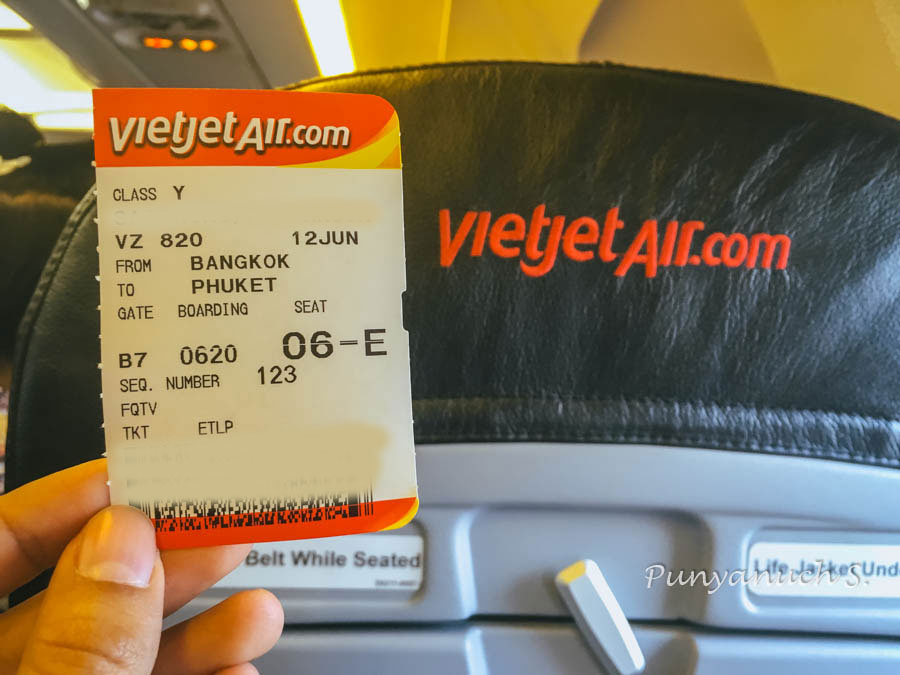 vietjetAir.com
CLASS Y
VZ 820 12JUN
FROM BANGKOK
TO PHUKET
GATE BOARDING SEAT
B7 0620 06-E
SEQ. NUMBER 123
FQTV
TKT ETLP
vietjetAir.com
Belt While Seated
Life Jacket Unde
Punyanuch S.